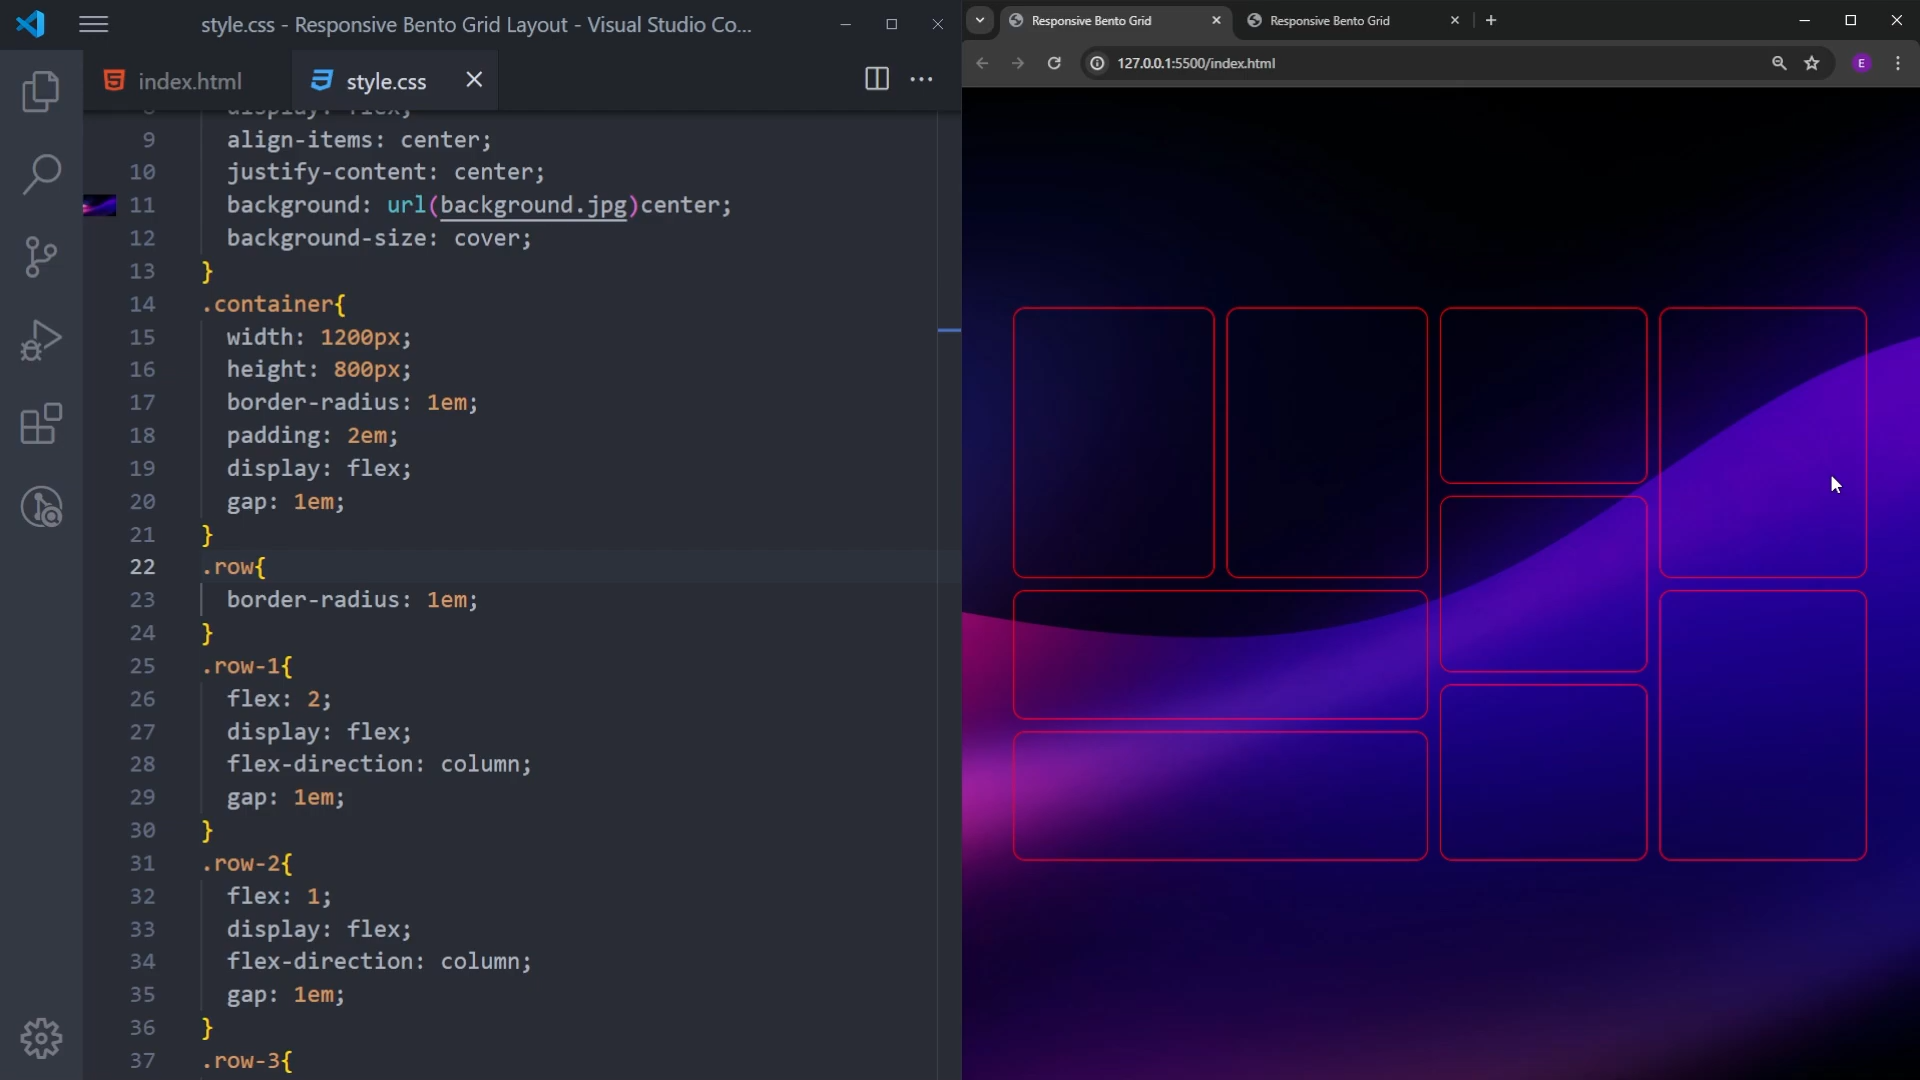 style.css - Responsive Bento Grid Layout - Visual Studio Co...
index.html
style.css
8 display: flex;
9 align-items: center;
10 justify-content: center;
11 background: url(background.jpg)center;
12 background-size: cover;
13 }
14 .container{
15 width: 1200px;
16 height: 800px;
17 border-radius: 1em;
18 padding: 2em;
19 display: flex;
20 gap: 1em;
21 }
22 .row{
23 border-radius: 1em;
24 }
25 .row-1{
26 flex: 2;
27 display: flex;
28 flex-direction: column;
29 gap: 1em;
30 }
31 .row-2{
32 flex: 1;
33 display: flex;
34 flex-direction: column;
35 gap: 1em;
36 }
37 .row-3{
Responsive Bento Grid
Responsive Bento Grid
127.0.0.1:5500/index.html
E